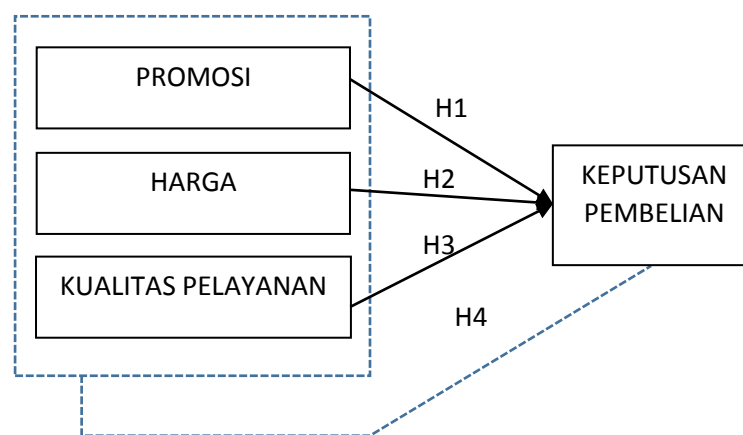 PROMOSI
H1
HARGA
H2
KEPUTUSAN
PEMBELIAN
H3
KUALITAS PELAYANAN
H4